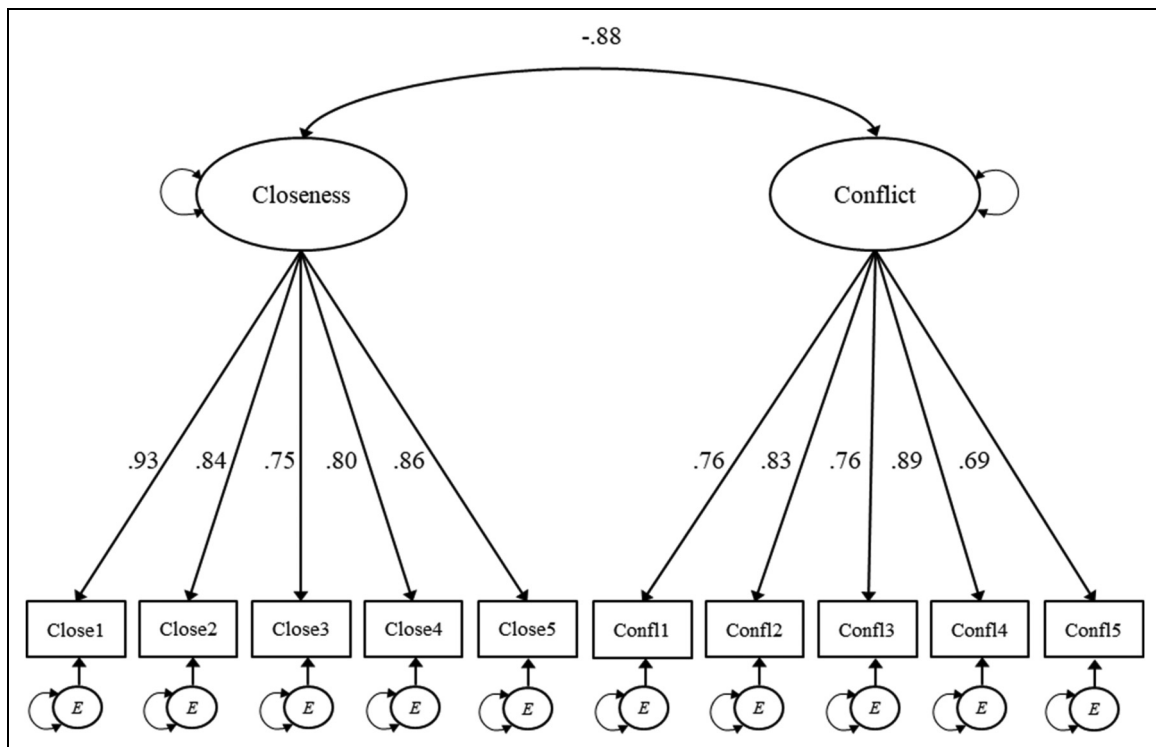 -.88
Closeness Conflict
.93 .84 .75 .80 .86 .76 .83 .76 .89 .69
Close1 Close2 Close3 Close4 Close5 Confl1 Confl2 Confl3 Confl4 Confl5
E E E E E E E E E E